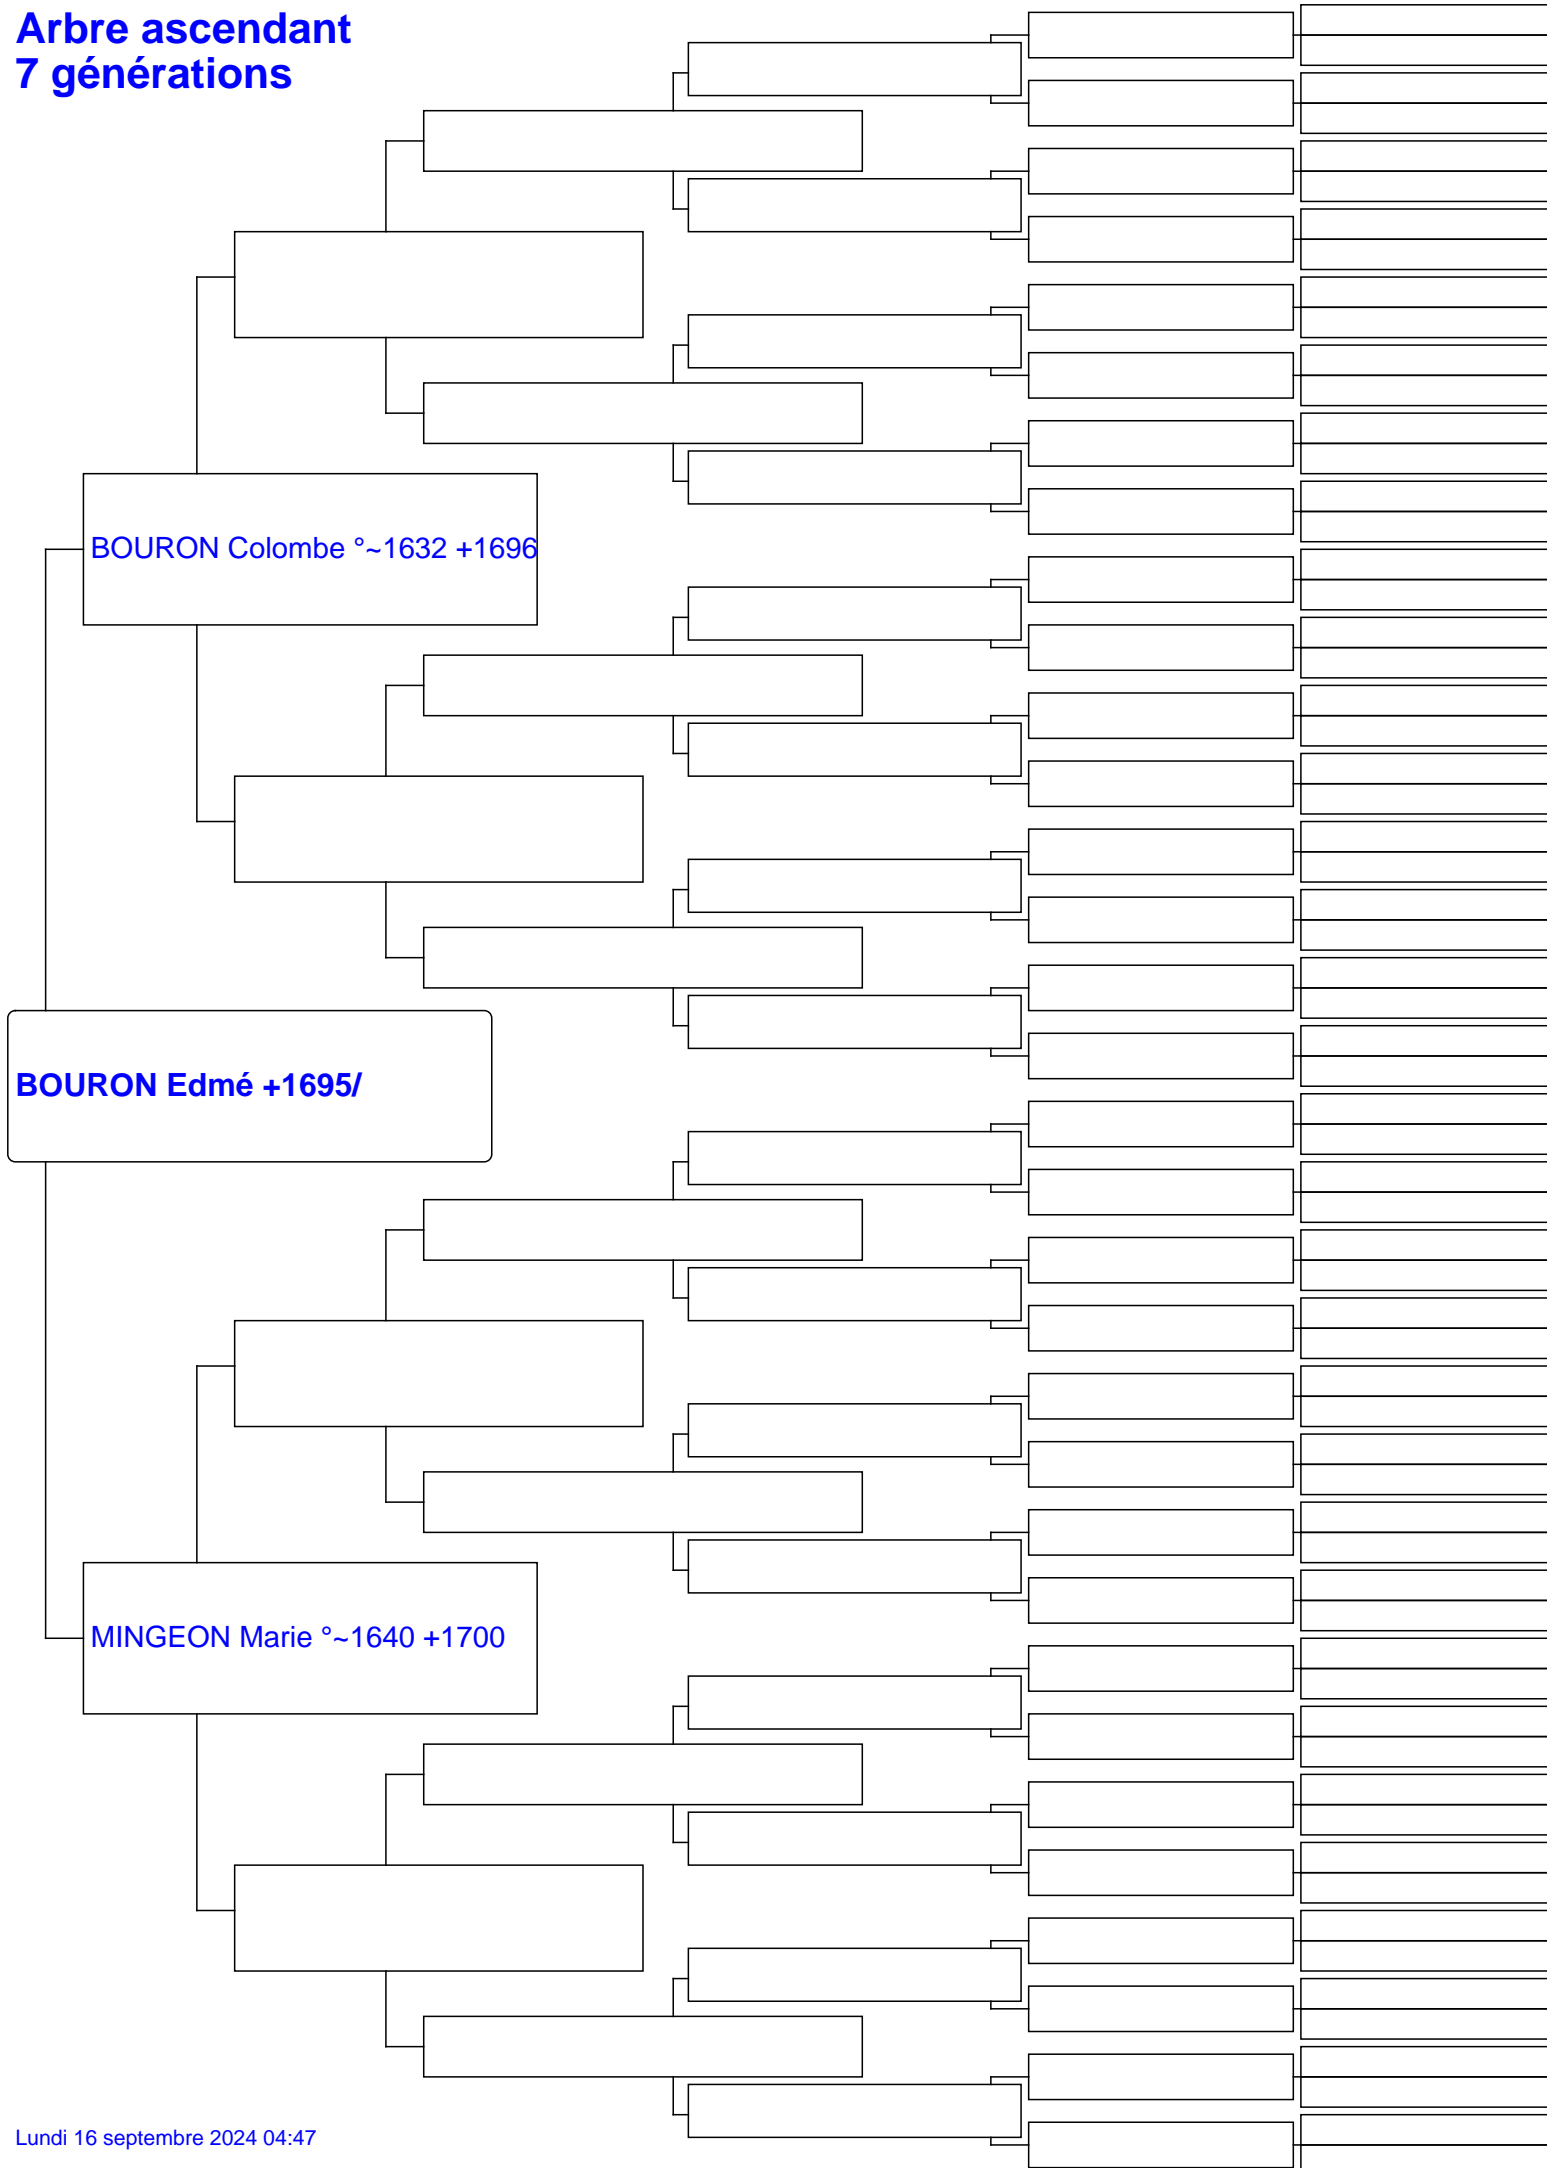 Arbre ascendant
7 générations
BOURON Colombe °~1632 +1696
BOURON Edmé +1695/
MINGEON Marie °~1640 +1700
Lundi 16 septembre 2024 04:47